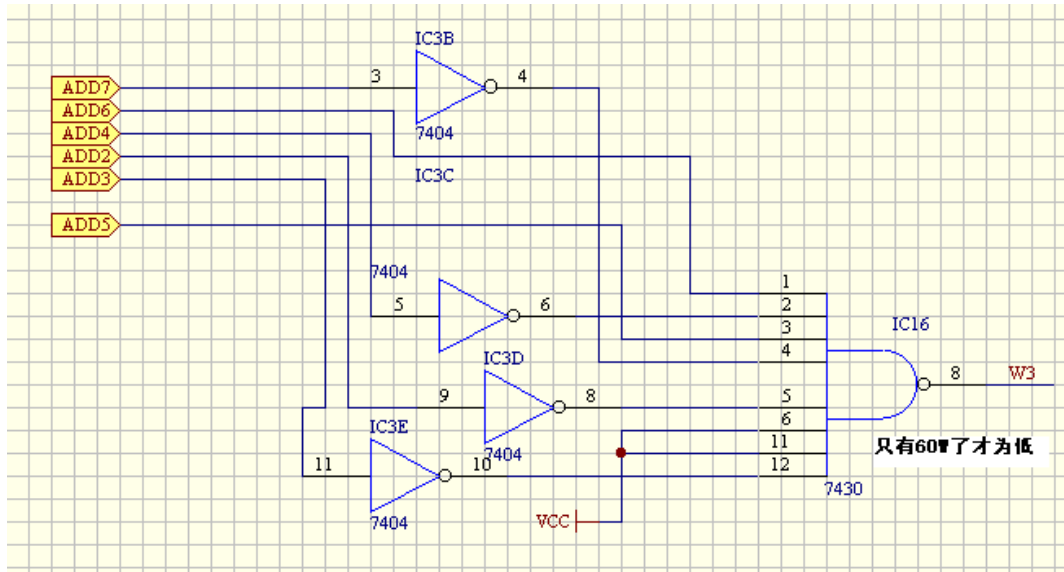 IC3B
3
4
ADD7
ADD6
7404
ADD4
ADD2
IC3C
ADD3
ADD5
7404
1
5
6
2
IC16
3
4
IC3D
8
W3
9
8
5
6
IC3E
只有60W了才为低
11
11
10
7404
12
7430
7404
VCC